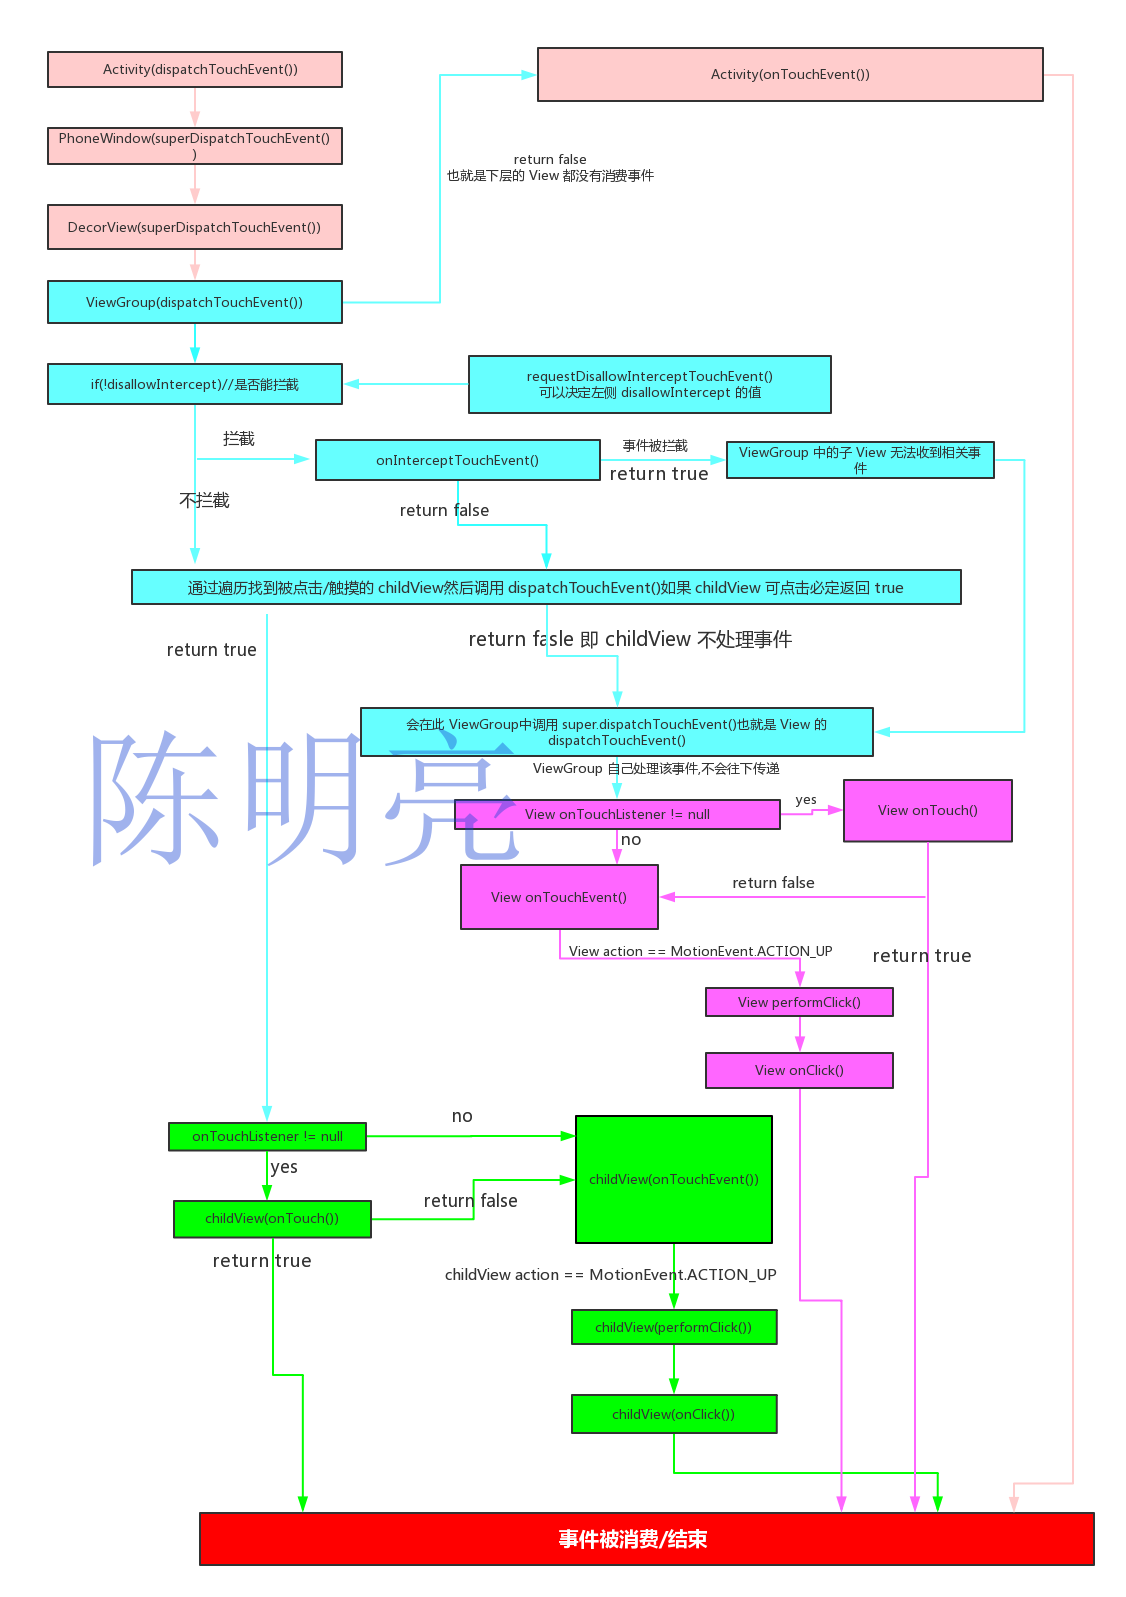 Activity(dispatchTouchEvent())
Activity(onTouchEvent())
PhoneWindow(superDispatchTouchEvent()
)
return false
也就是下层的 View 都没有消费事件
DecorView(superDispatchTouchEvent())
ViewGroup(dispatchTouchEvent())
if(!disallowIntercept)//是否能拦截
requestDisallowInterceptTouchEvent()
可以决定左侧 disallowIntercept 的值
拦截
onInterceptTouchEvent()
事件被拦截
return true
ViewGroup 中的子 View 无法收到相关事
件
不拦截
return false
通过遍历找到被点击/触摸的 childView然后调用 dispatchTouchEvent()如果 childView 可点击必定返回 true
return true
return fasle 即 childView 不处理事件
会在此 ViewGroup中调用 super.dispatchTouchEvent()也就是 View 的
dispatchTouchEvent()
陈明亮
ViewGroup 自己处理该事件,不会往下传递
View onTouchListener != null
yes
View onTouch()
no
View onTouchEvent()
return false
View action == MotionEvent.ACTION_UP
return true
View performClick()
View onClick()
onTouchListener != null
no
childView(onTouchEvent())
yes
childView(onTouch())
return false
return true
childView action == MotionEvent.ACTION_UP
childView(performClick())
childView(onClick())
事件被消费/结束